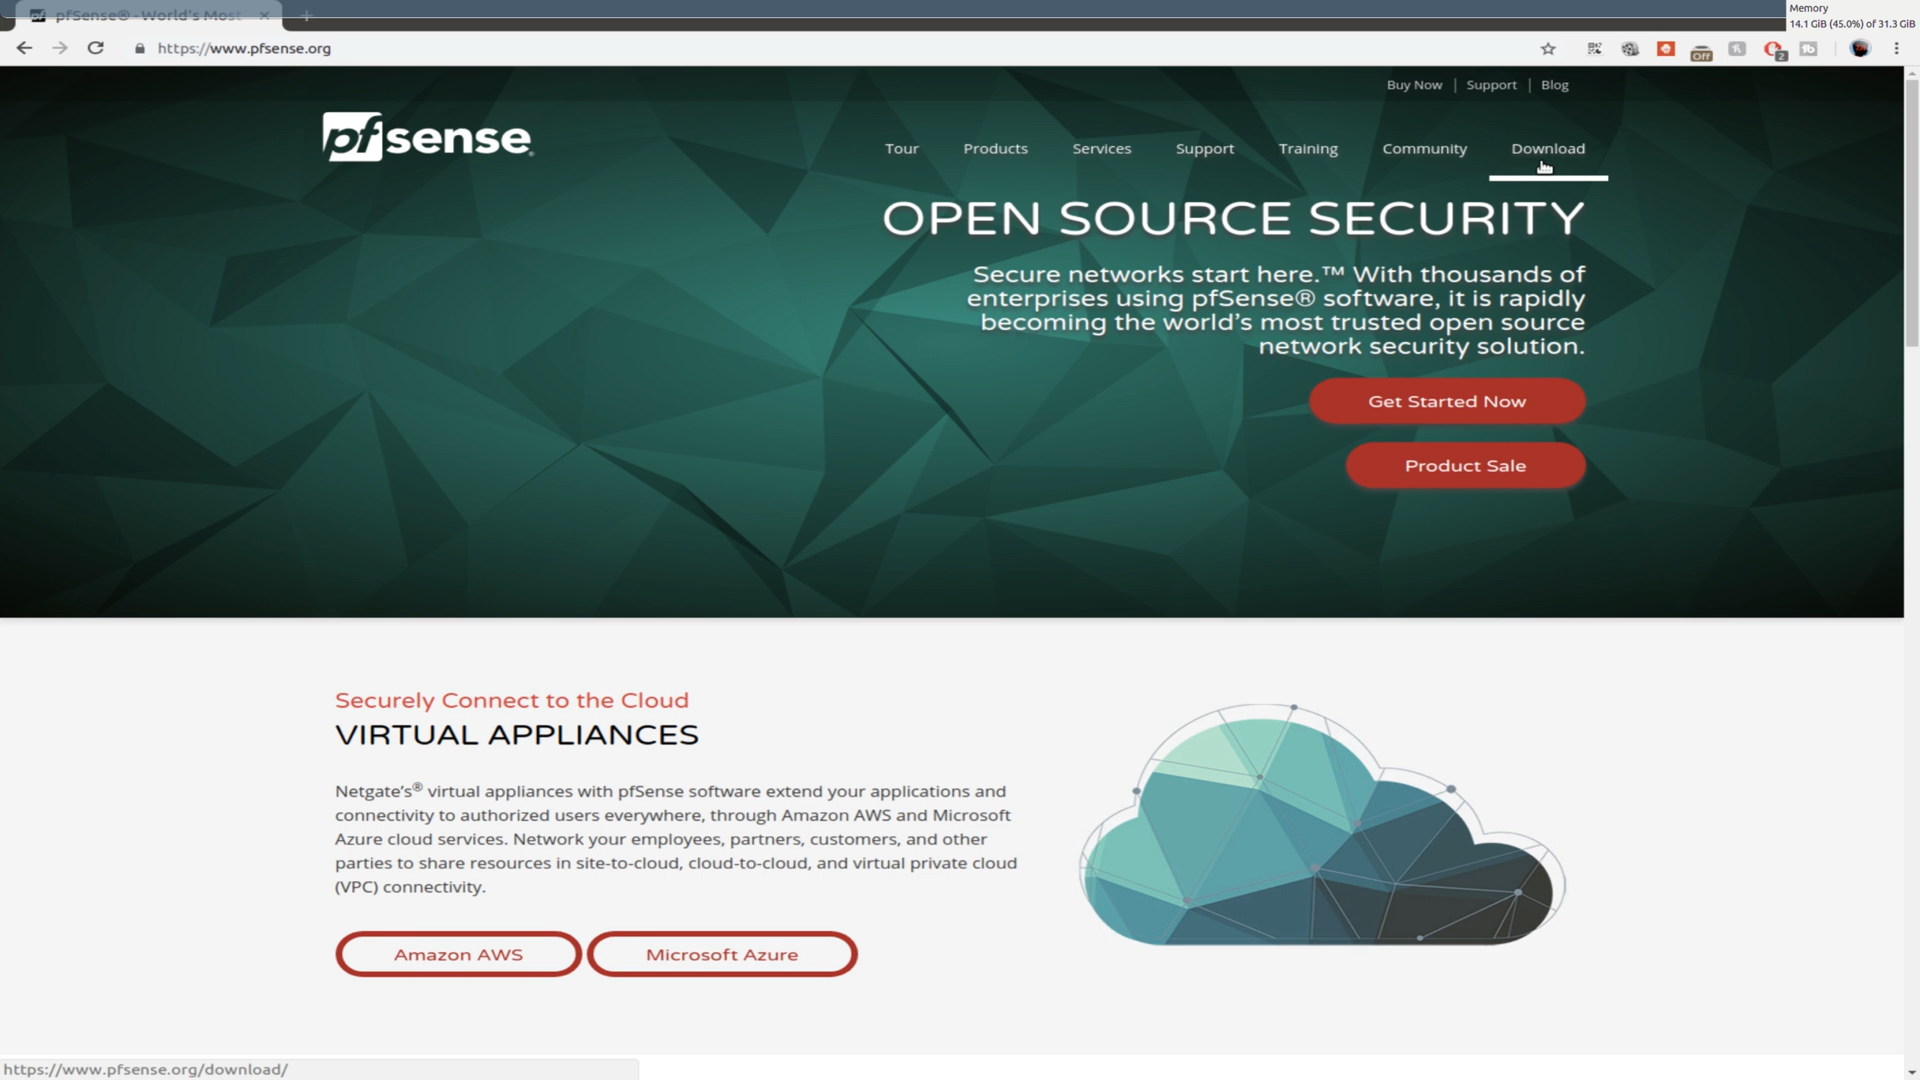 pfSense® - World's Most
Memory
14.1 GiB (45.0%) of 31.3 GiB
https://www.pfsense.org
Off
2
Buy Now | Support | Blog
pfsense®
Tour Products Services Support Training Community Download
OPEN SOURCE SECURITY
Secure networks start here.™ With thousands of
enterprises using pfSense® software, it is rapidly
becoming the world’s most trusted open source
network security solution.
Get Started Now
Product Sale
Securely Connect to the Cloud
VIRTUAL APPLIANCES
Netgate’s® virtual appliances with pfSense software extend your applications and
connectivity to authorized users everywhere, through Amazon AWS and Microsoft
Azure cloud services. Network your employees, partners, customers, and other
parties to share resources in site-to-cloud, cloud-to-cloud, and virtual private cloud
(VPC) connectivity.
Amazon AWS Microsoft Azure
https://www.pfsense.org/download/